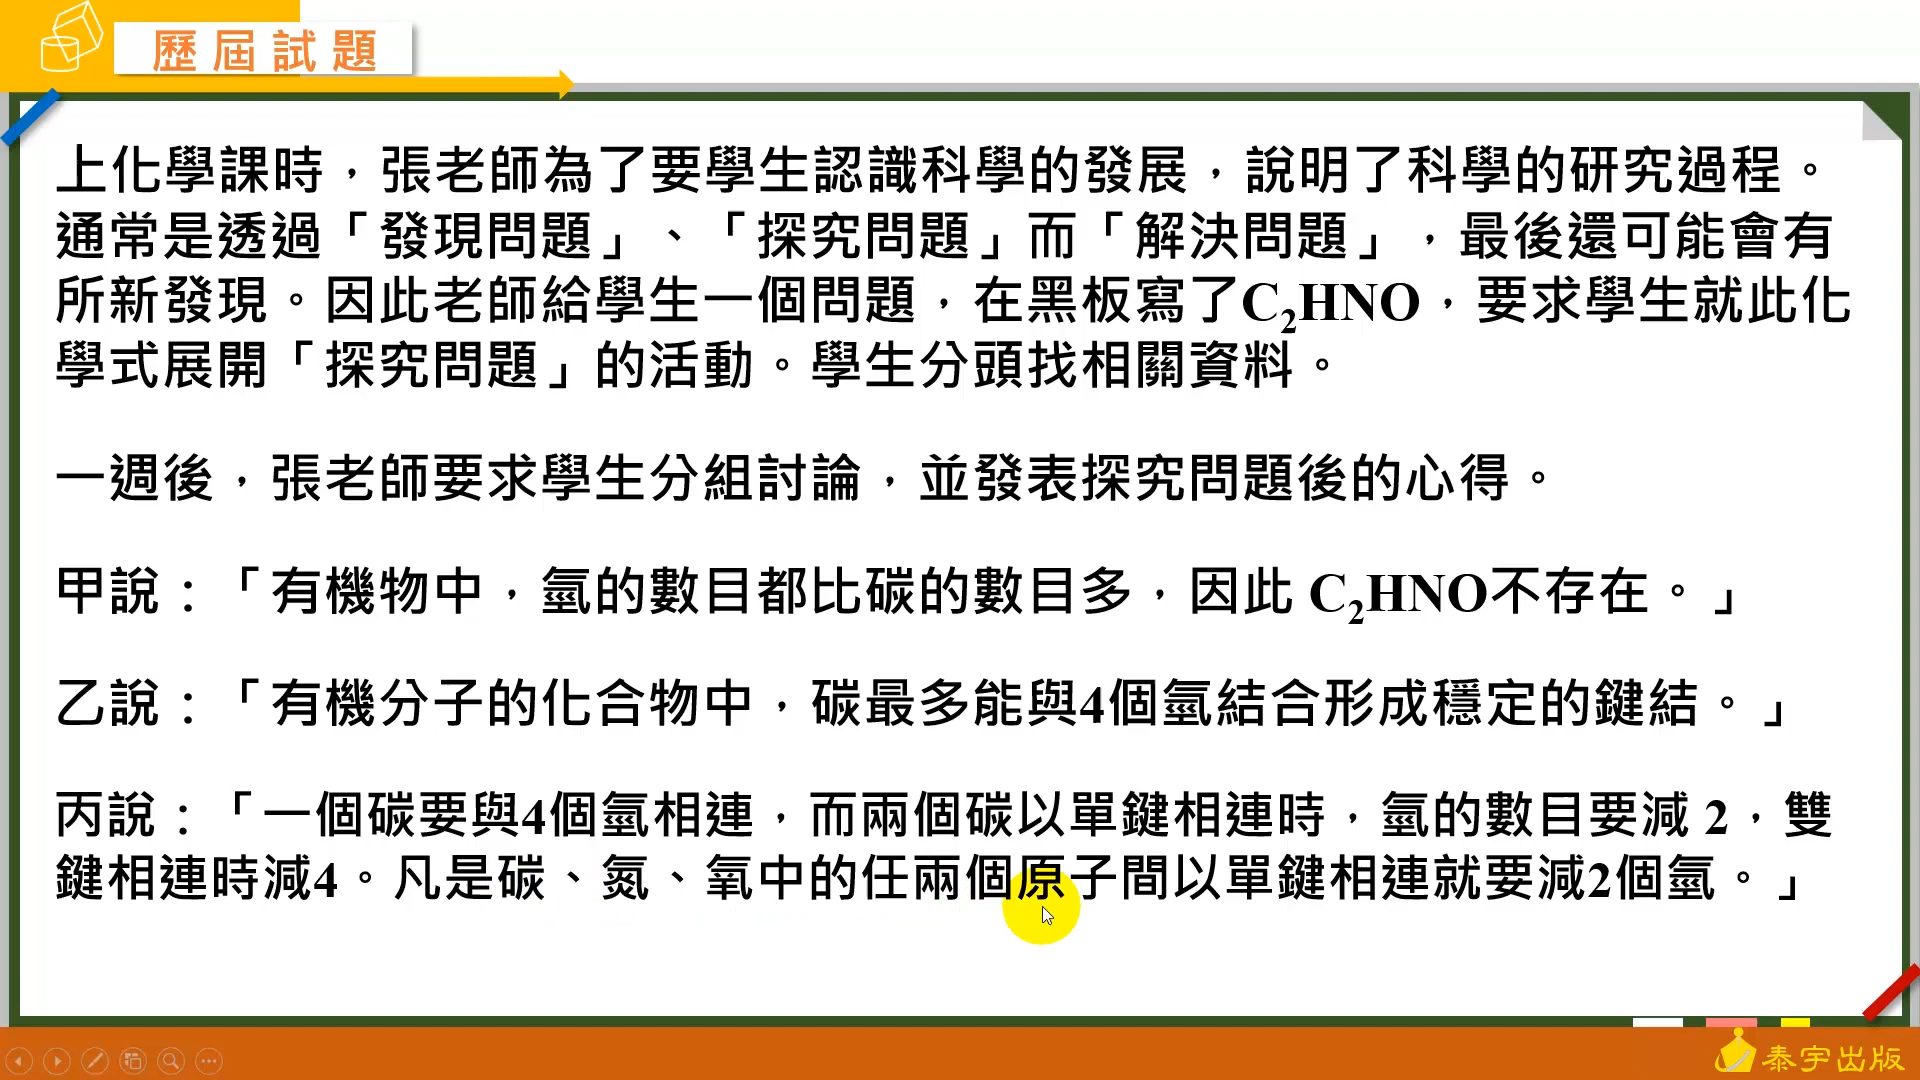 歷屆試題
上化學課時，張老師為了要學生認識科學的發展，說明了科學的研究過程。
通常是透過「發現問題」、「探究問題」而「解決問題」，最後還可能會有
所新發現。因此老師給學生一個問題，在黑板寫了C₂HNO，要求學生就此化
學式展開「探究問題」的活動。學生分頭找相關資料。
一週後，張老師要求學生分組討論，並發表探究問題後的心得。
甲說：「有機物中，氫的數目都比碳的數目多，因此 C₂HNO不存在。」
乙說：「有機分子的化合物中，碳最多能與4個氫結合形成穩定的鍵結。」
丙說：「一個碳要與4個氫相連，而兩個碳以單鍵相連時，氫的數目要減 2，雙
鍵相連時減4。凡是碳、氮、氧中的任兩個原子間以單鍵相連就要減2個氫。」
泰宇出版